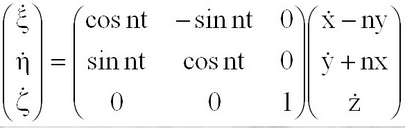 (ξ̇) = (cos nt −sin nt 0) (ẋ − ny)
(η̇) = (sin nt cos nt 0) (ẏ + nx)
(ζ̇) = (0 0 1) (ż)